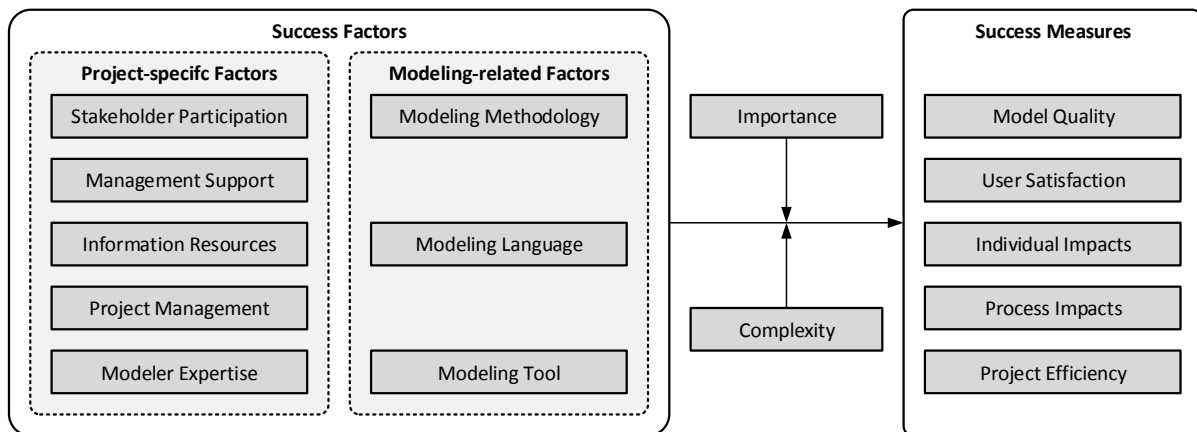 Success Factors
Project-specifc Factors
Stakeholder Participation
Management Support
Information Resources
Project Management
Modeler Expertise
Modeling-related Factors
Modeling Methodology
Modeling Language
Modeling Tool
Importance
Complexity
Success Measures
Model Quality
User Satisfaction
Individual Impacts
Process Impacts
Project Efficiency